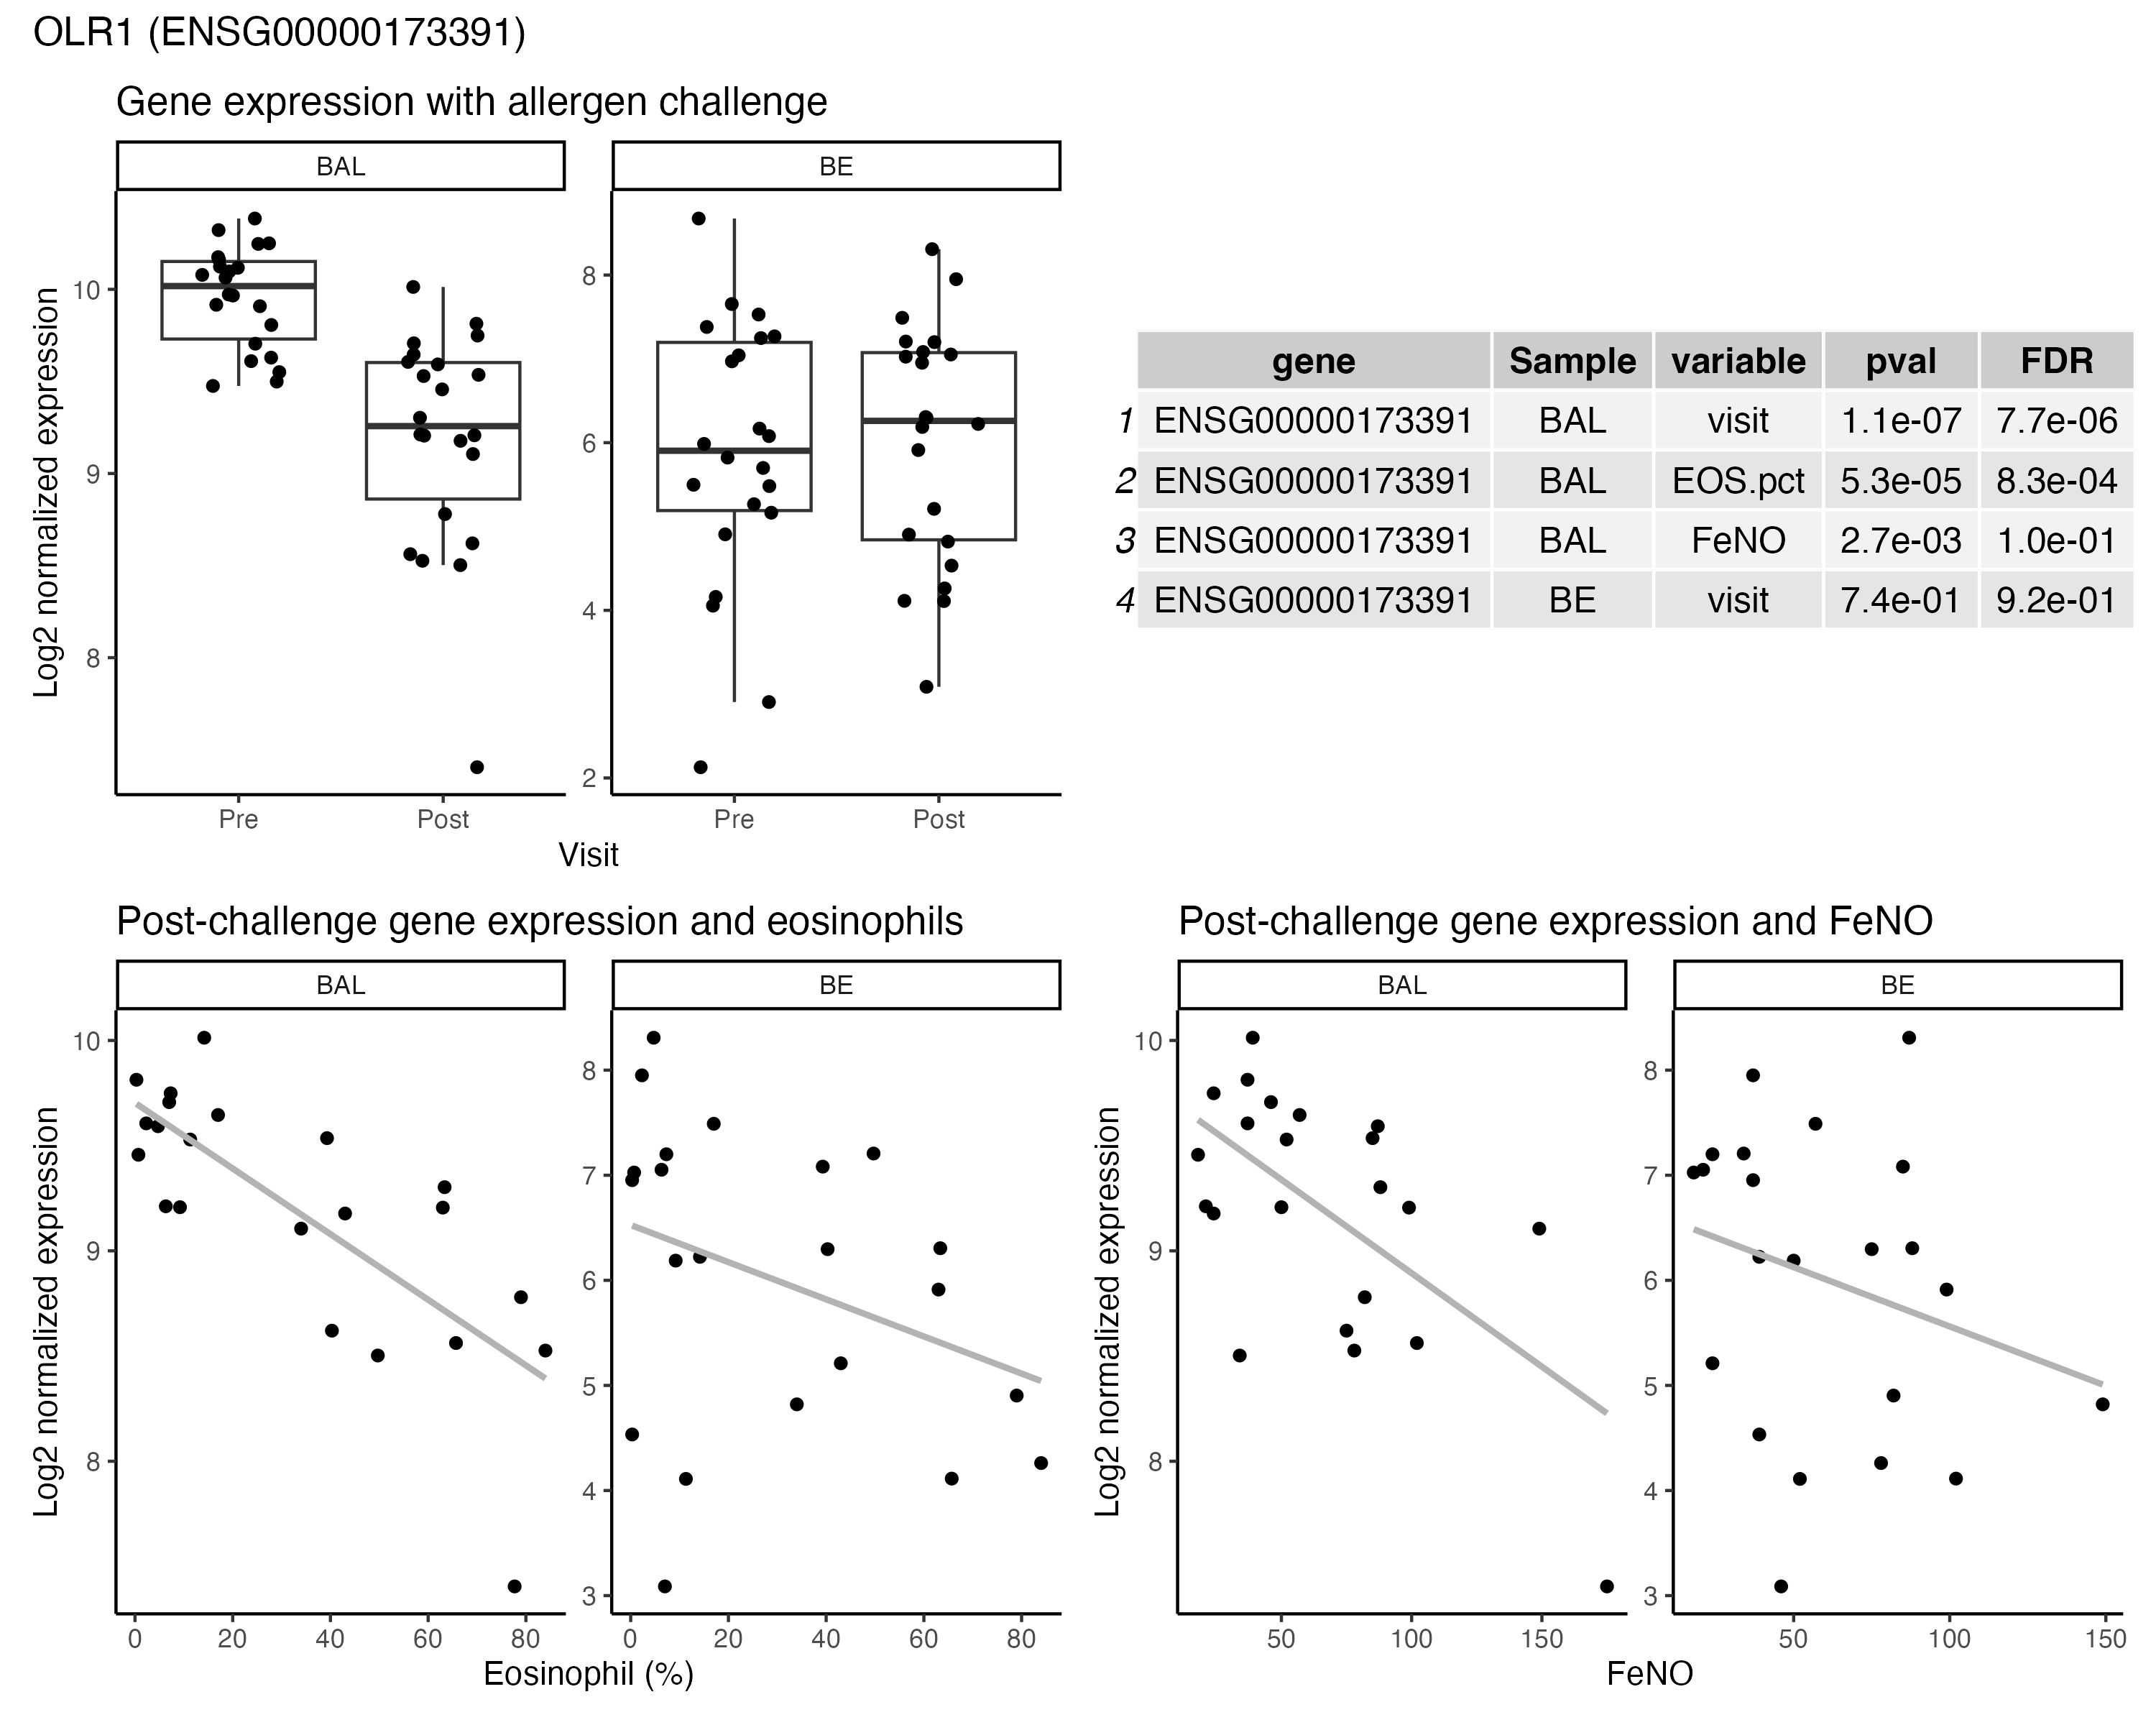 OLR1 (ENSG00000173391)
Gene expression with allergen challenge
BAL
BE
Log2 normalized expression
10
9
8
8
6
4
2
Pre
Post
Pre
Post
Visit
gene Sample variable pval FDR
1 ENSG00000173391 BAL visit 1.1e-07 7.7e-06
2 ENSG00000173391 BAL EOS.pct 5.3e-05 8.3e-04
3 ENSG00000173391 BAL FeNO 2.7e-03 1.0e-01
4 ENSG00000173391 BE visit 7.4e-01 9.2e-01
Post-challenge gene expression and eosinophils
BAL
BE
Log2 normalized expression
10
9
8
8
7
6
5
4
3
0 20 40 60 80
0 20 40 60 80
Eosinophil (%)
Post-challenge gene expression and FeNO
BAL
BE
Log2 normalized expression
10
9
8
8
7
6
5
4
3
50 100 150
50 100 150
FeNO